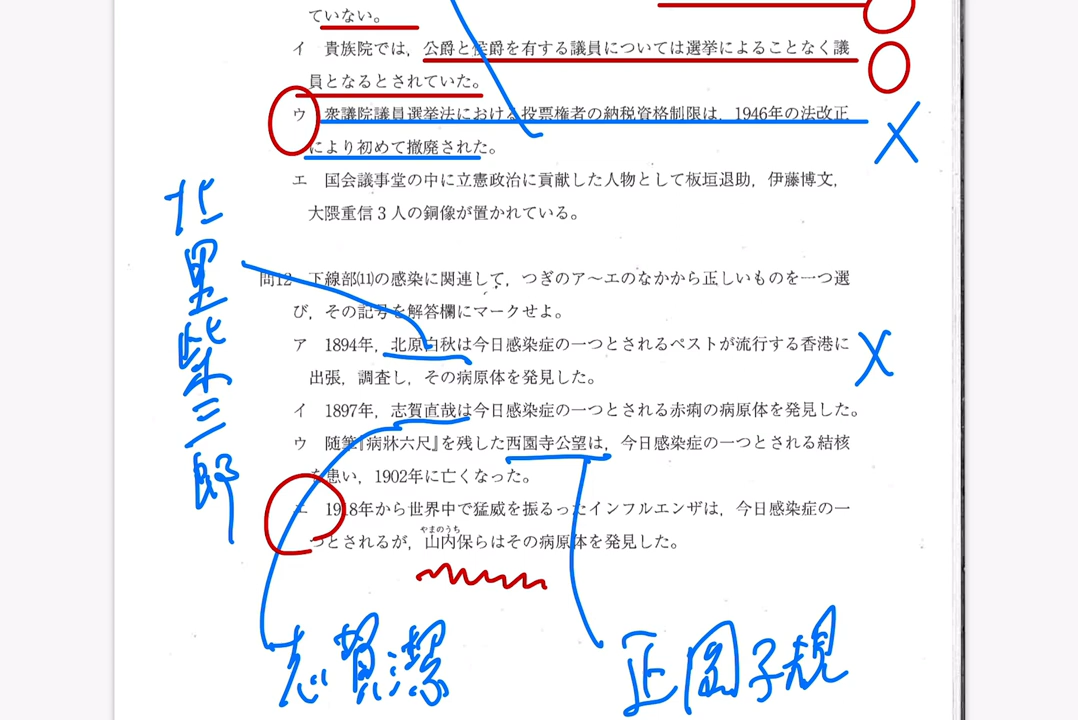 ていない。
イ 貴族院では，公爵と侯爵を有する議員については選挙によることなく議
員となるとされていた。
ウ 衆議院議員選挙法における投票権者の納税資格制限は，1946年の法改正
により初めて撤廃された。
エ 国会議事堂の中に立憲政治に貢献した人物として板垣退助，伊藤博文，
大隈重信3人の銅像が置かれている。
問12 下線部⑾の感染に関連して，つぎのア～エのなかから正しいものを一つ選
び，その記号を解答欄にマークせよ。
ア 1894年，北原白秋は今日感染症の一つとされるペストが流行する香港に
出張，調査し，その病原体を発見した。
イ 1897年，志賀直哉は今日感染症の一つとされる赤痢の病原体を発見した。
ウ 随筆『病牀六尺』を残した西園寺公望は，今日感染症の一つとされる結核
を患い，1902年に亡くなった。
エ 1918年から世界中で猛威を振るったインフルエンザは，今日感染症の一
やまのうち
つとされるが，山内保らはその病原体を発見した。
北里柴三郎
志賀潔
正岡子規